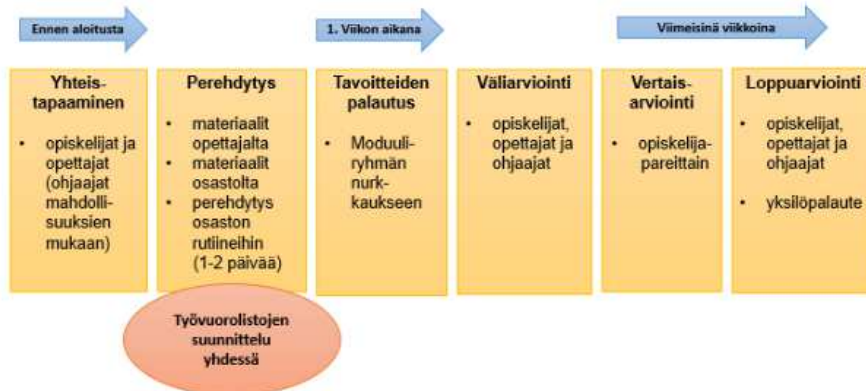 Ennen aloitusta
1. Viikon aikana
Viimeisinä viikkoina
Yhteis-
tapaaminen
• opiskelijat ja
opettajat
(ohjaajat
mahdolli-
suuksien
mukaan)
Perehdytys
• materiaalit
opettajalta
• materiaalit
osastolta
• perehdytys
osaston
rutiineihin
(1-2 päivää)
Tavoitteiden
palautus
• Moduuli-
ryhmän
nurk-
kaukseen
Väliarviointi
• opiskelijat,
opettajat ja
ohjaajat
Vertais-
arviointi
• opiskelija-
pareittain
Loppuarviointi
• opiskelijat,
opettajat ja
ohjaajat
• yksilöpalaute
Työvuorolistojen
suunnittelu
yhdessä